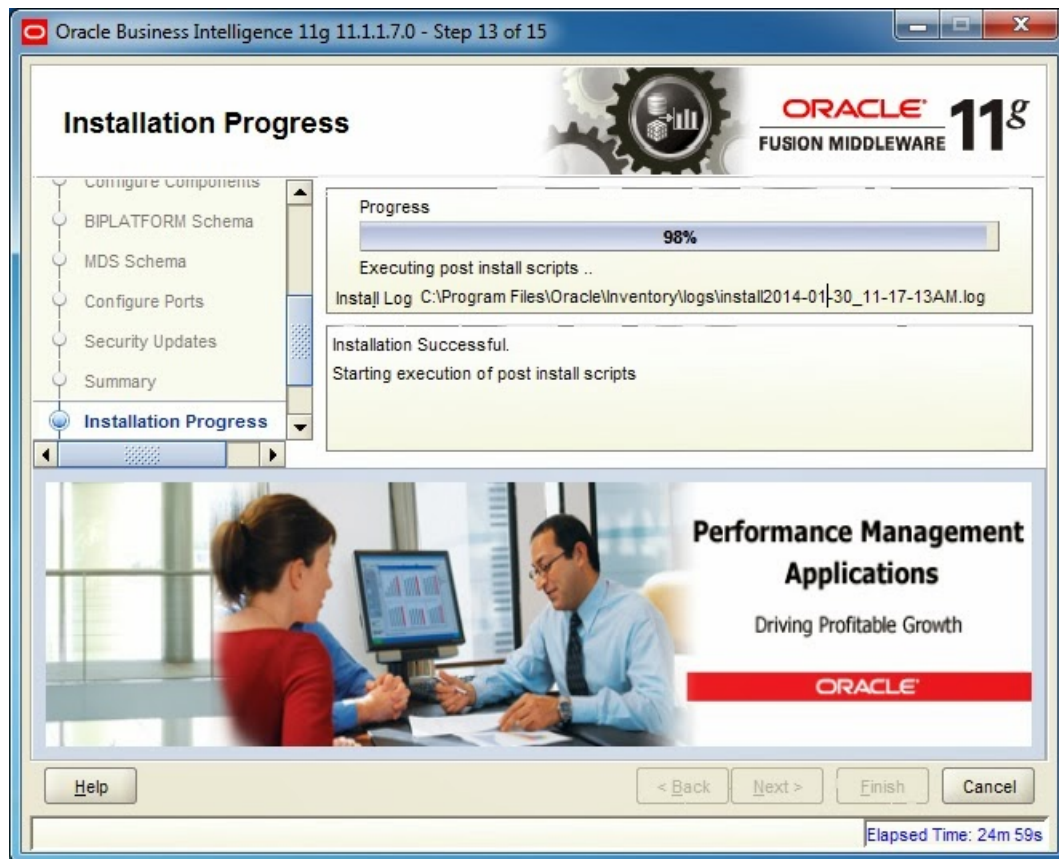 Oracle Business Intelligence 11g 11.1.1.7.0 - Step 13 of 15
Installation Progress
ORACLE
FUSION MIDDLEWARE
11g
Configure Components
BIPLATFORM Schema
MDS Schema
Configure Ports
Security Updates
Summary
Installation Progress
Progress
98%
Executing post install scripts ..
Install Log C:\Program Files\Oracle\Inventory\logs\install2014-01-30_11-17-13AM.log
Installation Successful.
Starting execution of post install scripts
Performance Management
Applications
Driving Profitable Growth
ORACLE
Help
< Back
Next >
Finish
Cancel
Elapsed Time: 24m 59s